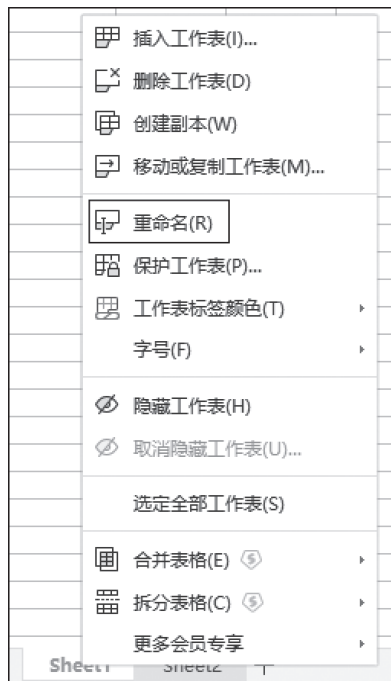 插入工作表(I)...
删除工作表(D)
创建副本(W)
移动或复制工作表(M)...
重命名(R)
保护工作表(P)...
工作表标签颜色(T)
字号(F)
隐藏工作表(H)
取消隐藏工作表(U)...
选定全部工作表(S)
合并表格(E)
拆分表格(C)
更多会员专享
Sheet1 Sheet2 +